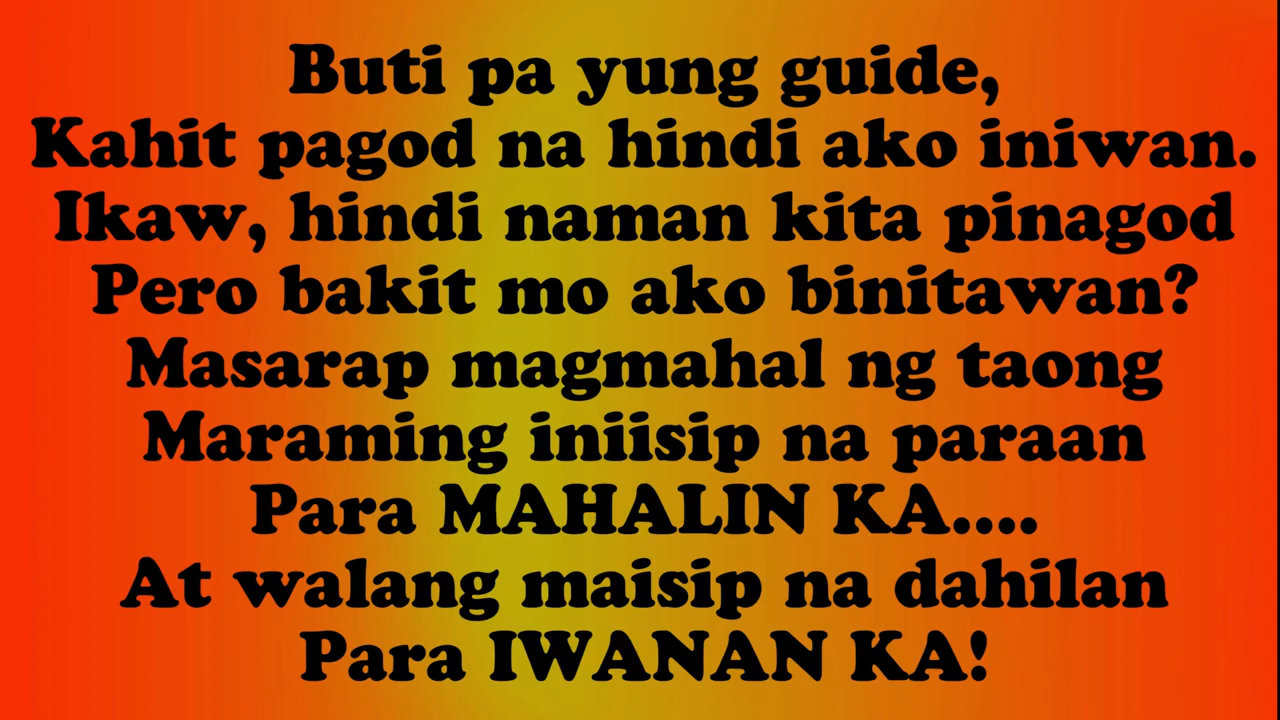 Buti pa yung guide,
Kahit pagod na hindi ako iniwan.
Ikaw, hindi naman kita pinagod
Pero bakit mo ako binitawan?
Masarap magmahal ng taong
Maraming iniisip na paraan
Para MAHALIN KA....
At walang maisip na dahilan
Para IWANAN KA!